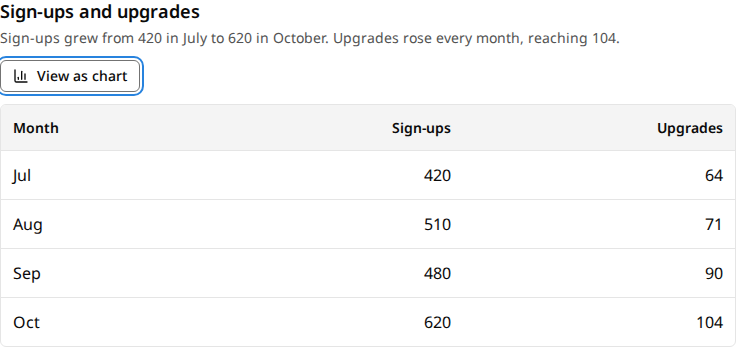 Sign-ups and upgrades
Sign-ups grew from 420 in July to 620 in October. Upgrades rose every month, reaching 104.
View as chart
Month Sign-ups Upgrades
Jul 420 64
Aug 510 71
Sep 480 90
Oct 620 104